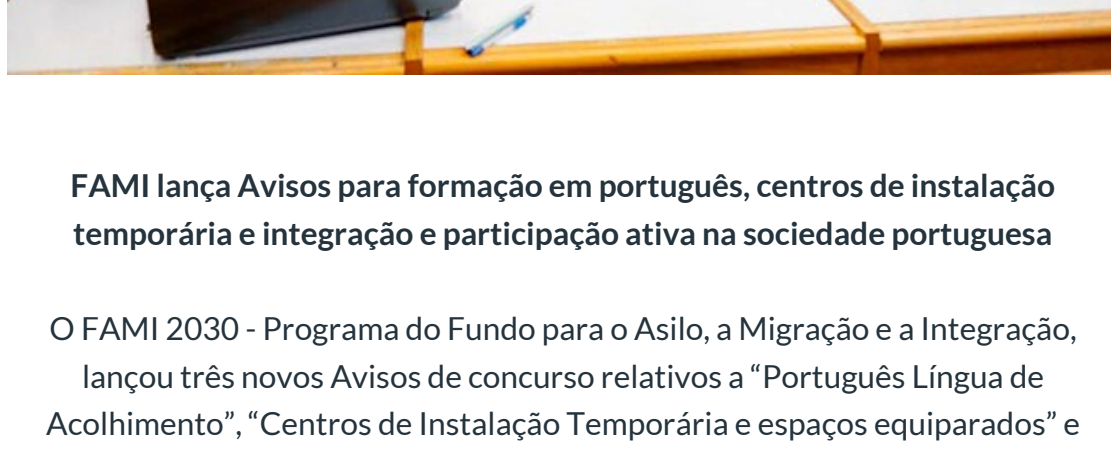 FAMI lança Avisos para formação em português, centros de instalação
temporária e integração e participação ativa na sociedade portuguesa
O FAMI 2030 - Programa do Fundo para o Asilo, a Migração e a Integração,
lançou três novos Avisos de concurso relativos a “Português Língua de
Acolhimento”, “Centros de Instalação Temporária e espaços equiparados” e